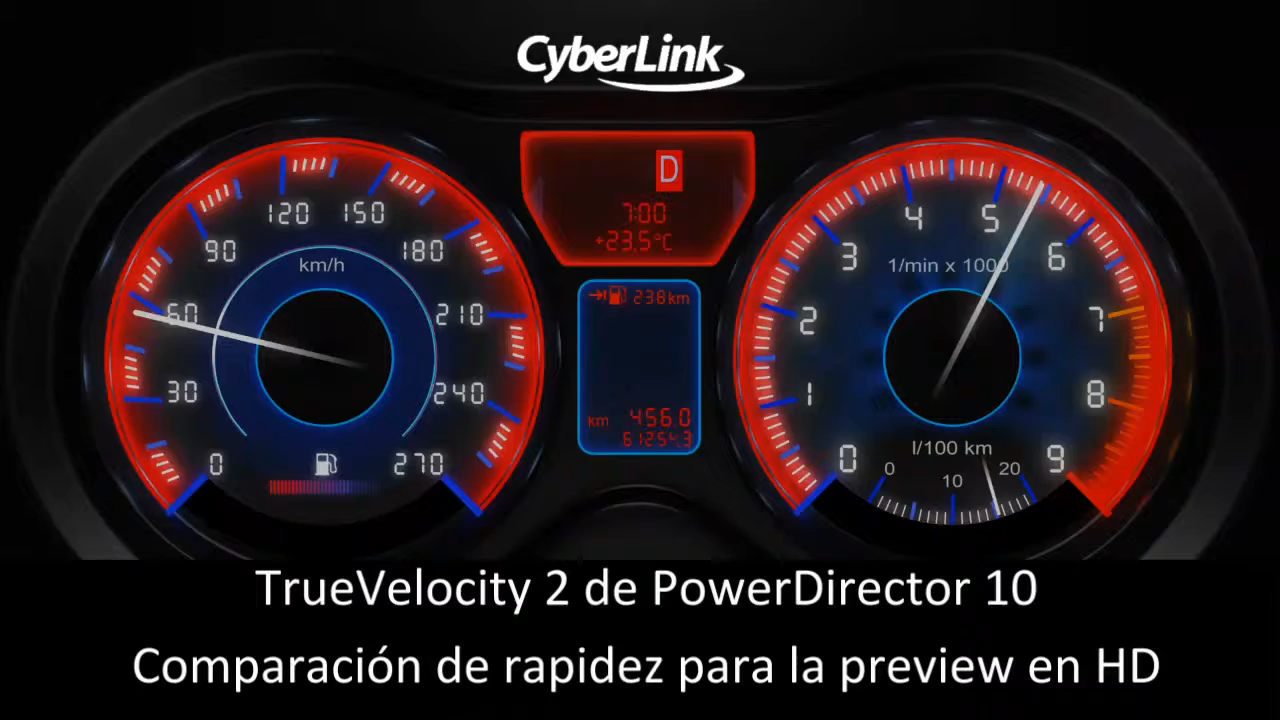 CyberLink
D
7:00
+23.5°C
120 150
90 180
km/h
60 210
30 240
0 270
238km
km 456.0
61254.3
4 5
3 6
1/min x 1000
2 7
1 8
l/100 km
0 9
0 10 20
TrueVelocity 2 de PowerDirector 10
Comparación de rapidez para la preview en HD